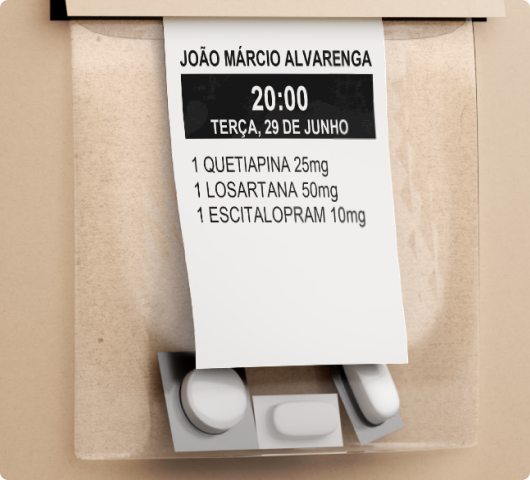 JOÃO MÁRCIO ALVARENGA
20:00
TERÇA, 29 DE JUNHO
1 QUETIAPINA 25mg
1 LOSARTANA 50mg
1 ESCITALOPRAM 10mg